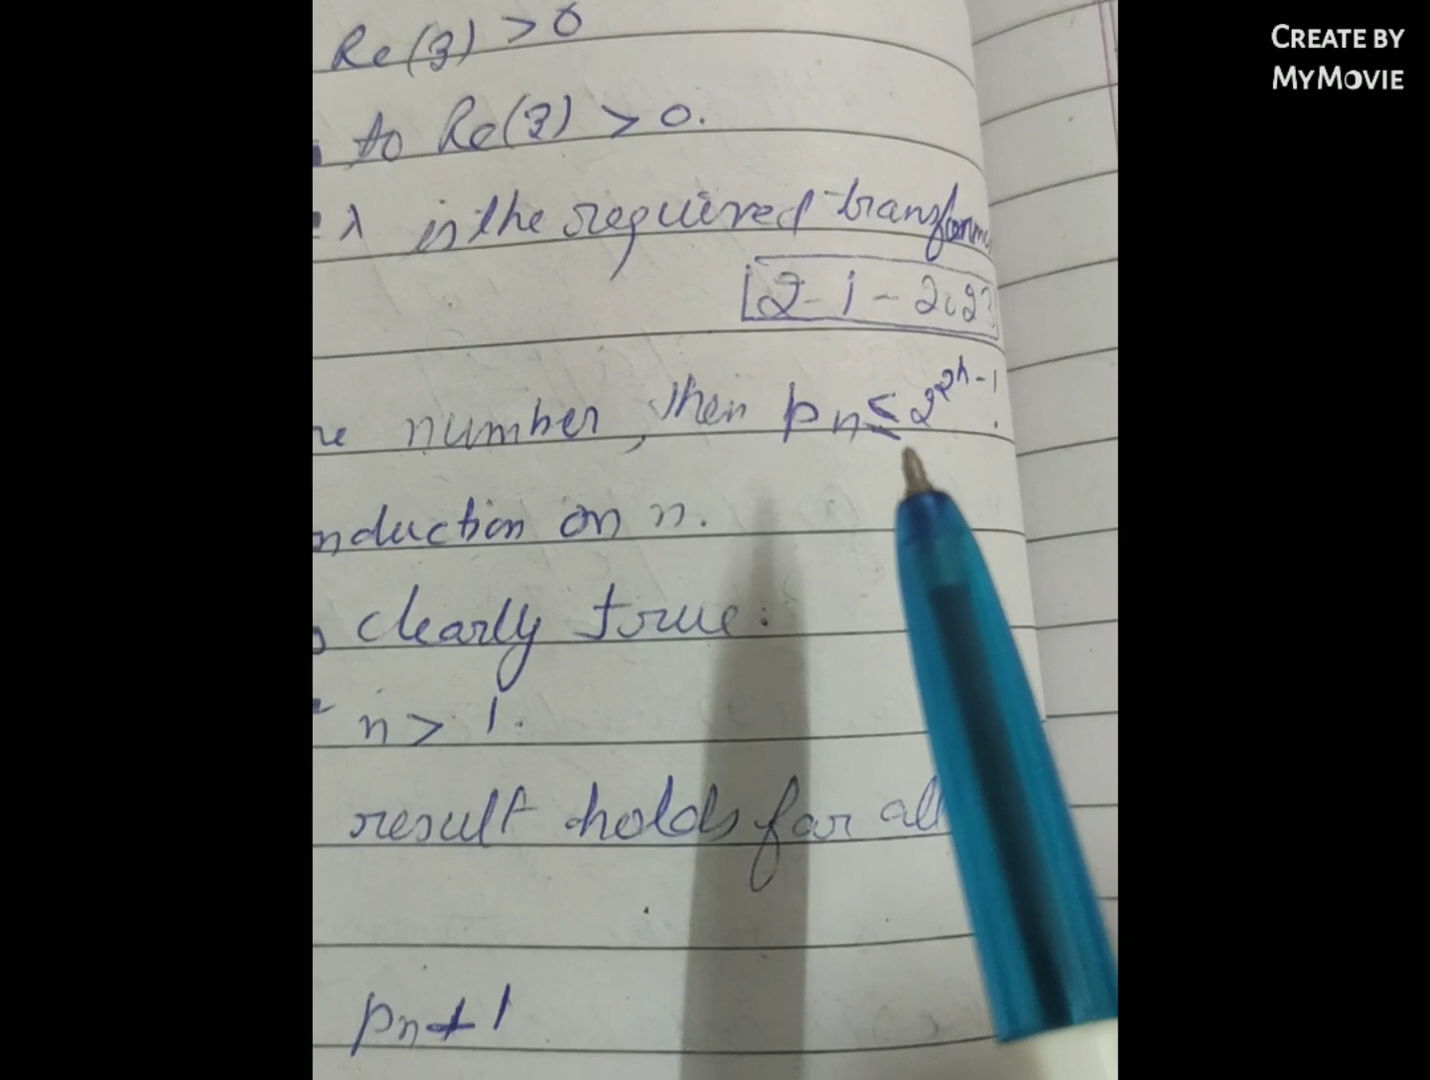 Re(z) > 0
to Re(z) > 0.
λ is the required transform
2-1-2023
re number, then pₙ ≤ 2^2^n-1.
nduction on n.
clearly true.
n > 1.
result holds for all
pₙ + 1
CREATE BY
MYMOVIE